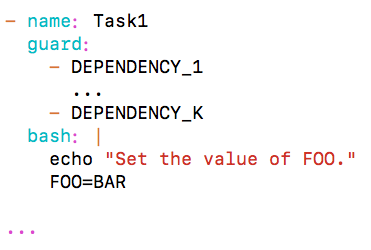 - name: Task1
  guard:
    - DEPENDENCY_1
      ...
    - DEPENDENCY_K
  bash: |
    echo "Set the value of FOO."
    FOO=BAR
...